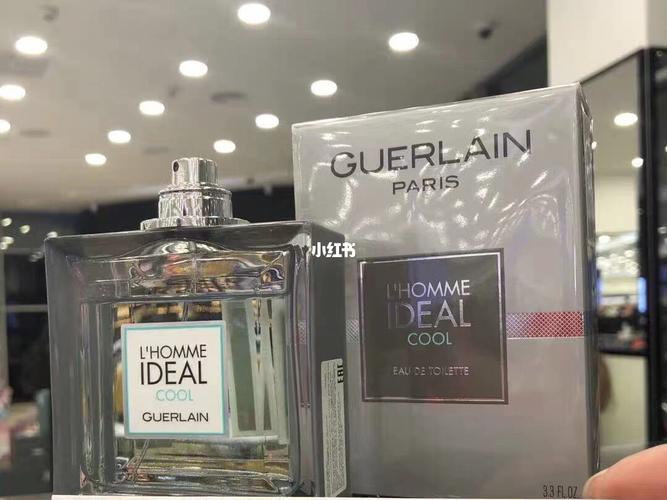 GUERLAIN
PARIS
小红书
L'HOMME
IDEAL
COOL
EAU DE TOILETTE
L'HOMME
IDEAL
COOL
GUERLAIN
EAC
3.3 FL.OZ